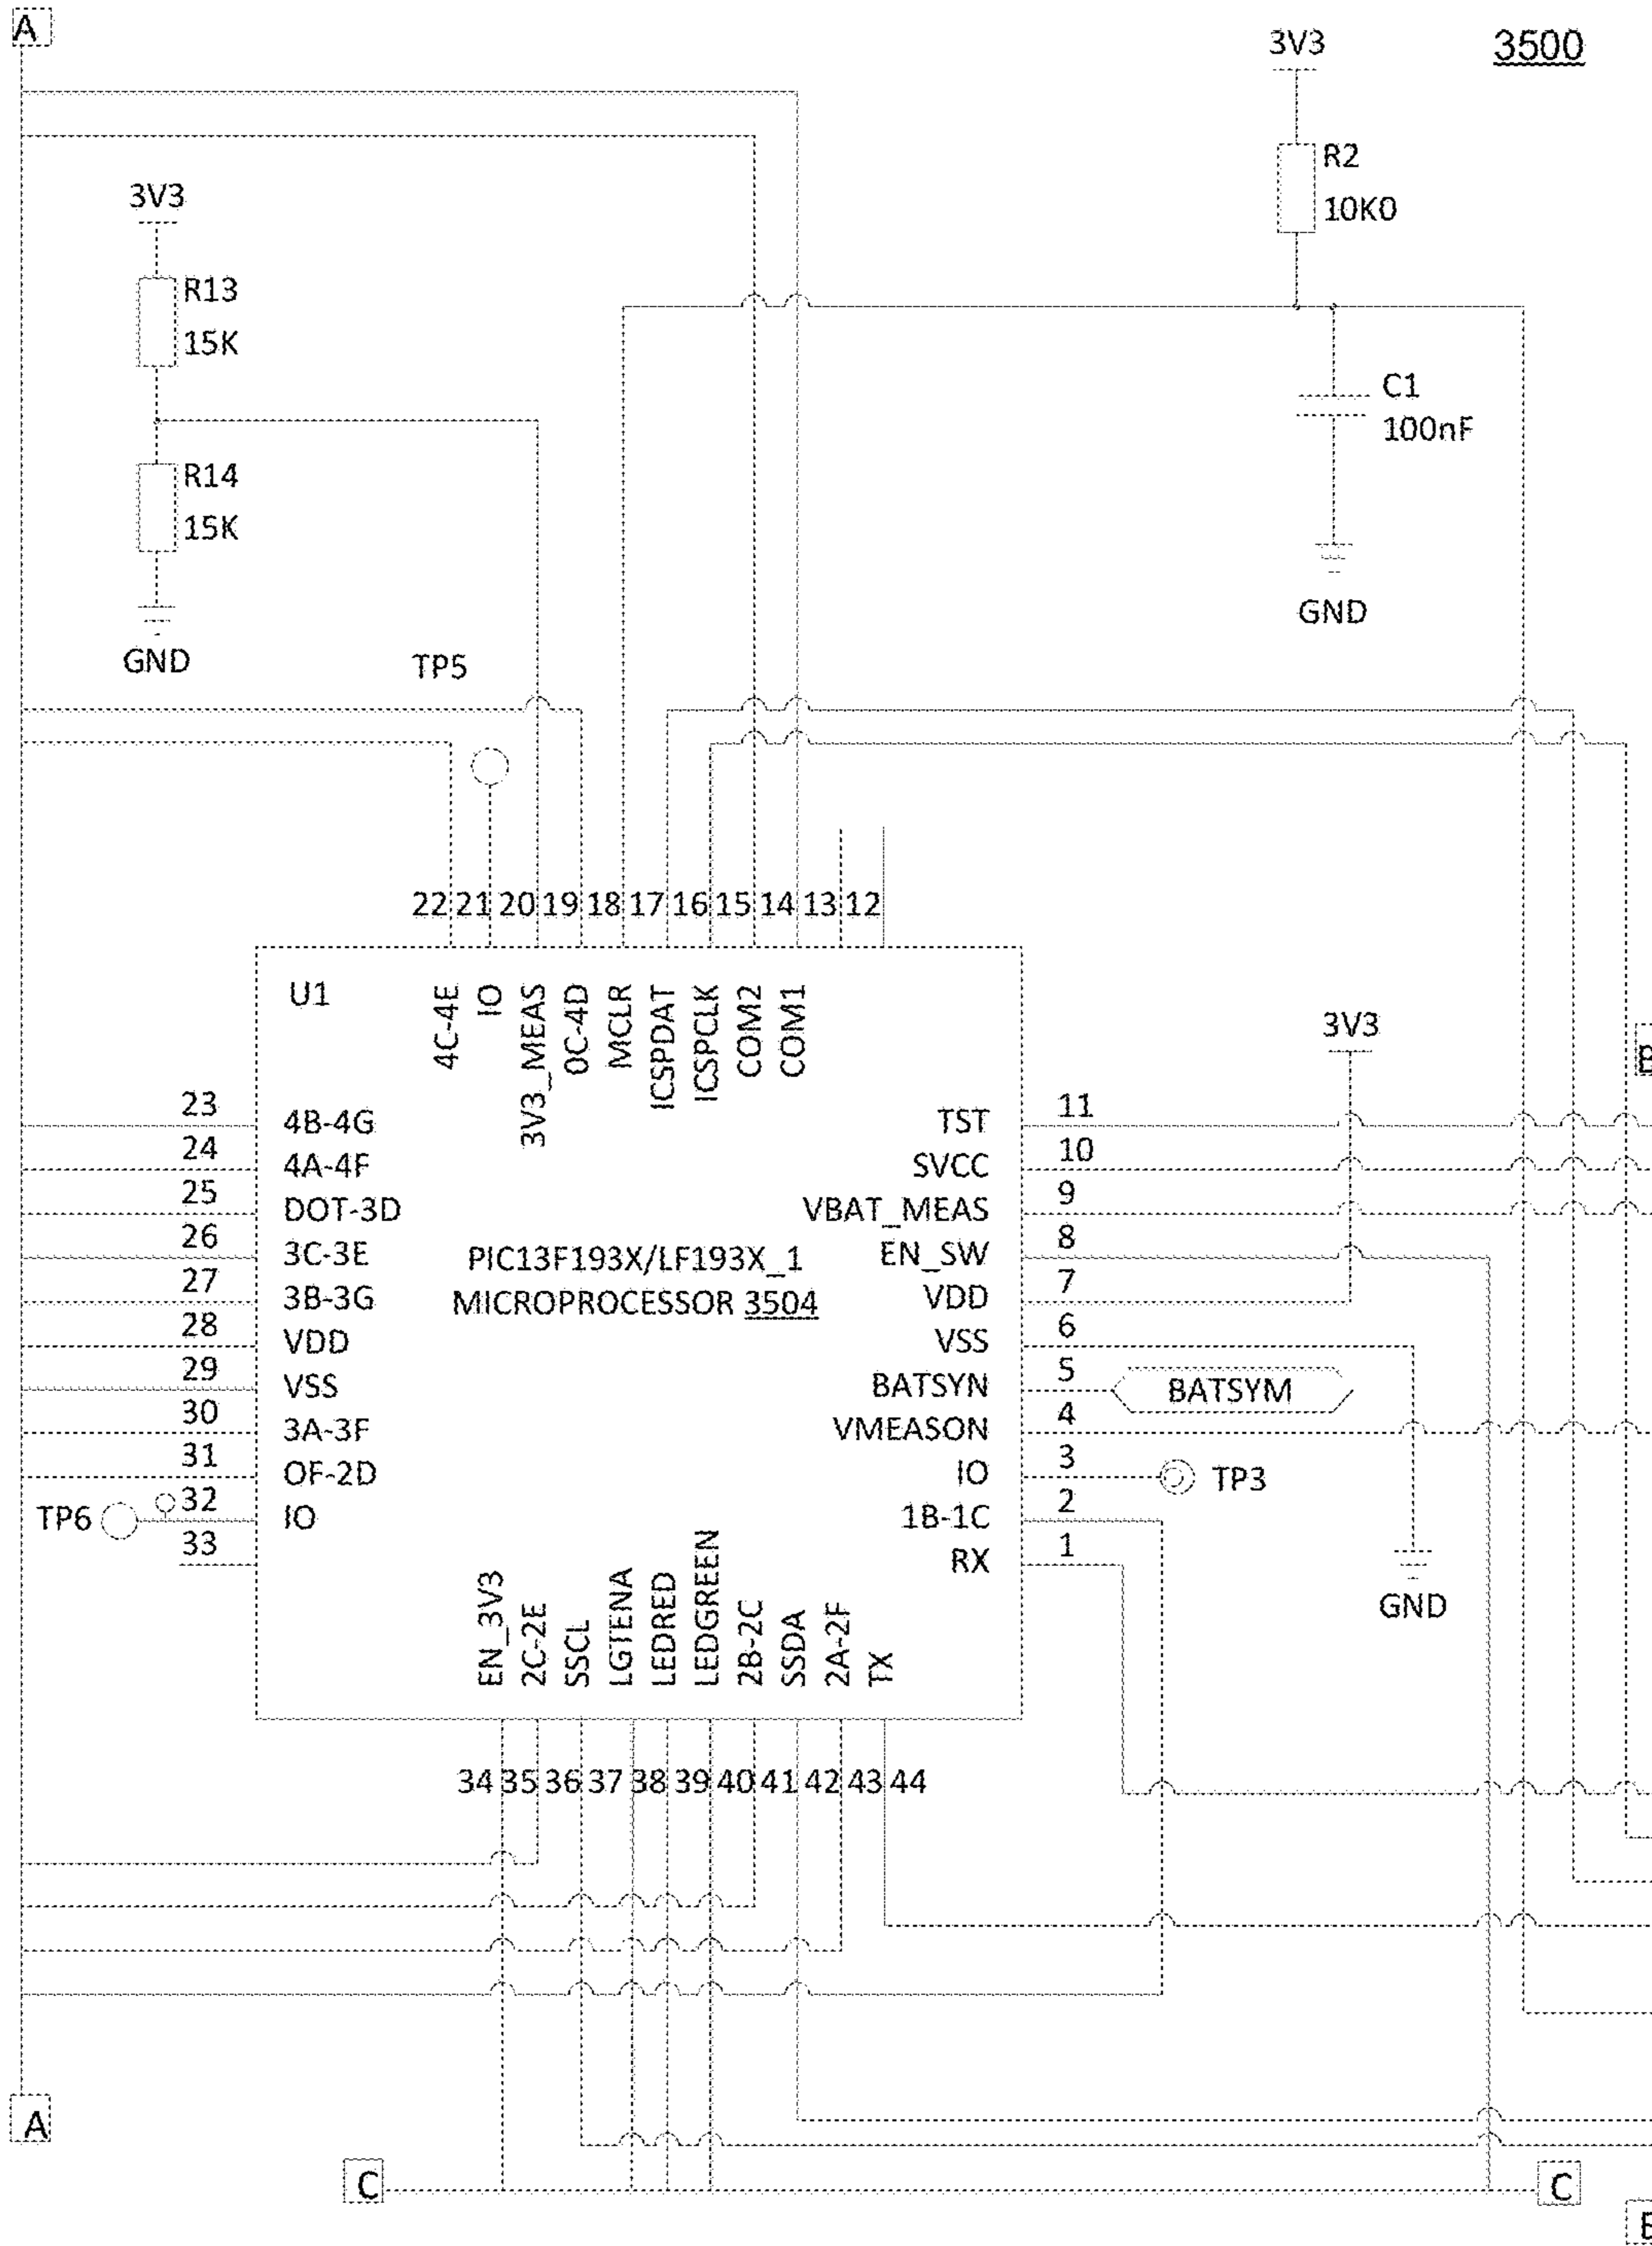 A
3V3
3500
R2
10K0
3V3
R13
15K
C1
100nF
R14
15K
GND
GND
TP5
22 21 20 19 18 17 16 15 14 13 12
U1
4C-4E
IO
3V3_MEAS
0C-4D
MCLR
ICSPDAT
ICSPCLK
COM2
COM1
3V3
B
23
4B-4G
24
4A-4F
25
DOT-3D
26
3C-3E
27
3B-3G
28
VDD
29
VSS
30
3A-3F
31
OF-2D
TP6
32
IO
33
PIC13F193X/LF193X_1
MICROPROCESSOR 3504
TST
11
SVCC
10
VBAT_MEAS
9
EN_SW
8
VDD
7
VSS
6
BATSYN
5
BATSYM
VMEASON
4
IO
3
TP3
1B-1C
2
RX
1
GND
EN_3V3
2C-2E
SSCL
LGTENA
LEDRED
LEDGREEN
2B-2C
SSDA
2A-2F
TX
34 35 36 37 38 39 40 41 42 43 44
A
C
C